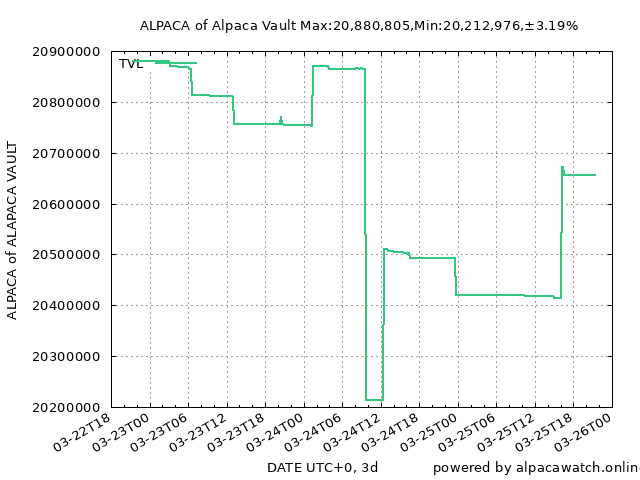 ALPACA of Alpaca Vault Max:20,880,805,Min:20,212,976,±3.19%
TVL
20900000
20800000
20700000
20600000
20500000
20400000
20300000
20200000
ALPACA of ALAPACA VAULT
03-22T18
03-23T00
03-23T06
03-23T12
03-23T18
03-24T00
03-24T06
03-24T12
03-24T18
03-25T00
03-25T06
03-25T12
03-25T18
03-26T00
DATE UTC+0, 3d
powered by alpacawatch.online